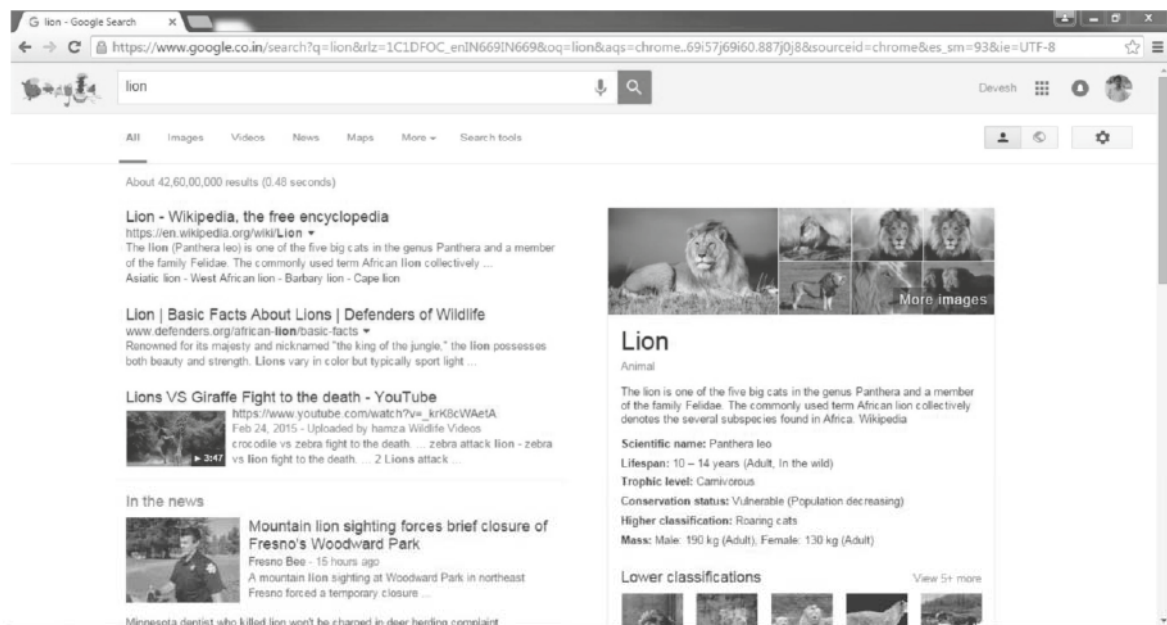 G lion - Google Search
https://www.google.co.in/search?q=lion&rlz=1C1DFOC_enIN669IN669&oq=lion&aqs=chrome..69i57j69i60.887j0j8&sourceid=chrome&es_sm=93&ie=UTF-8
lion
Devesh
All Images Videos News Maps More Search tools
About 42,60,00,000 results (0.48 seconds)
Lion - Wikipedia, the free encyclopedia
https://en.wikipedia.org/wiki/Lion
The lion (Panthera leo) is one of the five big cats in the genus Panthera and a member
of the family Felidae. The commonly used term African lion collectively ...
Asiatic lion - West African lion - Barbary lion - Cape lion
Lion | Basic Facts About Lions | Defenders of Wildlife
www.defenders.org/african-lion/basic-facts
Renowned for its majesty and nicknamed "the king of the jungle," the lion possesses
both beauty and strength. Lions vary in color but typically sport light ...
Lions VS Giraffe Fight to the death - YouTube
https://www.youtube.com/watch?v=_krK8cWAetA
Feb 24, 2015 - Uploaded by hamza Wildlife Videos
crocodile vs zebra fight to the death. ... zebra attack lion - zebra
vs lion fight to the death. ... 2 Lions attack ...
3:47
In the news
Mountain lion sighting forces brief closure of
Fresno's Woodward Park
Fresno Bee - 15 hours ago
A mountain lion sighting at Woodward Park in northeast
Fresno forced a temporary closure ...
Minnesota dentist who killed lion won't be charged in deer herding complaint
More images
Lion
Animal
The lion is one of the five big cats in the genus Panthera and a member
of the family Felidae. The commonly used term African lion collectively
denotes the several subspecies found in Africa. Wikipedia
Scientific name: Panthera leo
Lifespan: 10 – 14 years (Adult, In the wild)
Trophic level: Carnivorous
Conservation status: Vulnerable (Population decreasing)
Higher classification: Roaring cats
Mass: Male: 190 kg (Adult), Female: 130 kg (Adult)
Lower classifications
View 5+ more